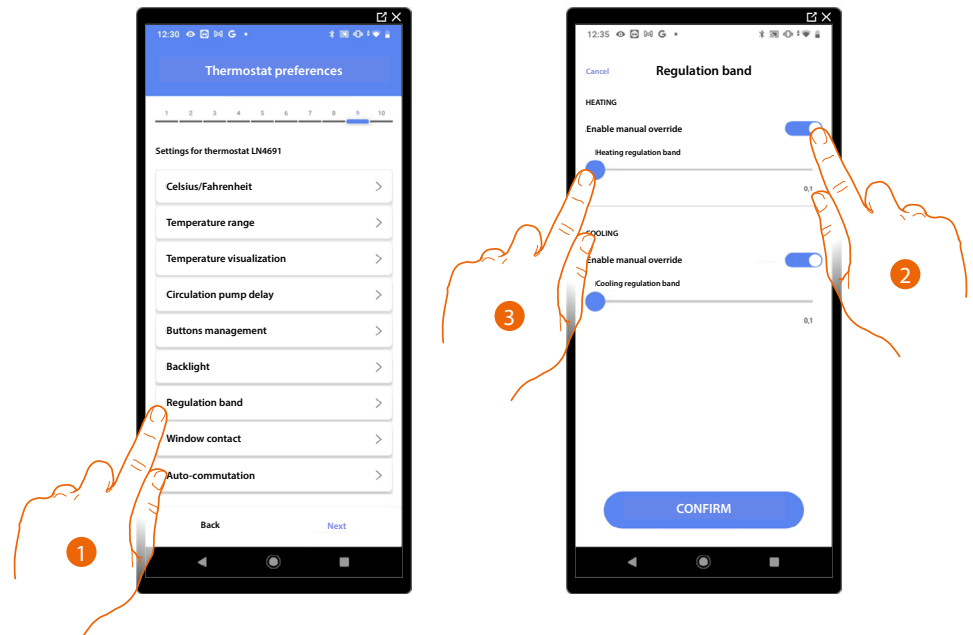 12:30 G
Thermostat preferences
1 2 3 4 5 6 7 8 9 10
Settings for thermostat LN4691
Celsius/Fahrenheit
Temperature range
Temperature visualization
Circulation pump delay
Buttons management
Backlight
Regulation band
Window contact
Auto-commutation
Back Next
1
12:35 G
Cancel Regulation band
HEATING
Enable manual override
Heating regulation band
0,1
COOLING
Enable manual override
Cooling regulation band
0,1
CONFIRM
2
3